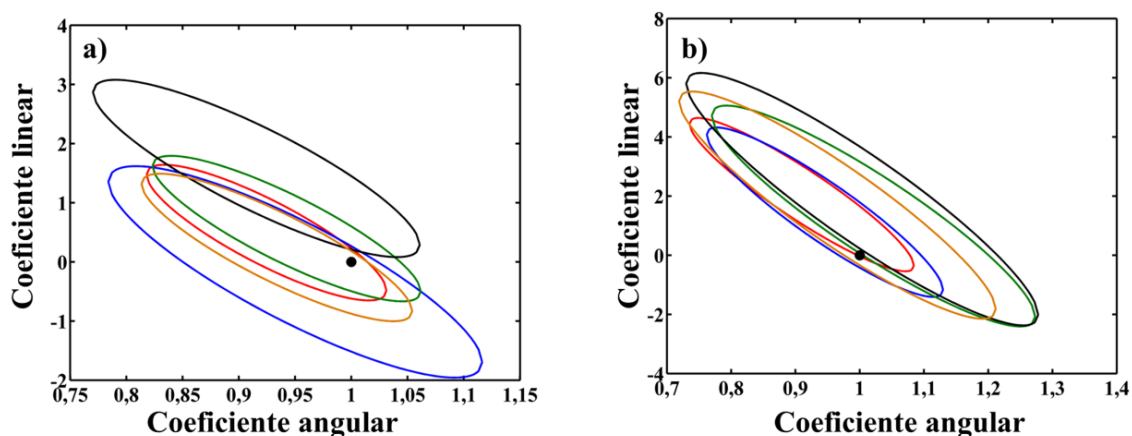 a)
4
3
2
1
0
-1
-2
Coeficiente linear
0,75 0,8 0,85 0,9 0,95 1 1,05 1,1 1,15
Coeficiente angular
b)
8
6
4
2
0
-2
-4
Coeficiente linear
0,7 0,8 0,9 1 1,1 1,2 1,3 1,4
Coeficiente angular